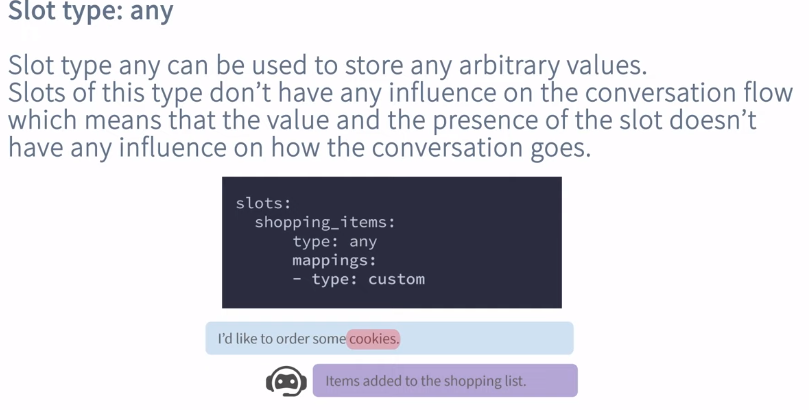 Slot type: any
Slot type any can be used to store any arbitrary values.
Slots of this type don’t have any influence on the conversation flow
which means that the value and the presence of the slot doesn’t
have any influence on how the conversation goes.
slots:
  shopping_items:
      type: any
      mappings:
      - type: custom
I’d like to order some cookies.
Items added to the shopping list.